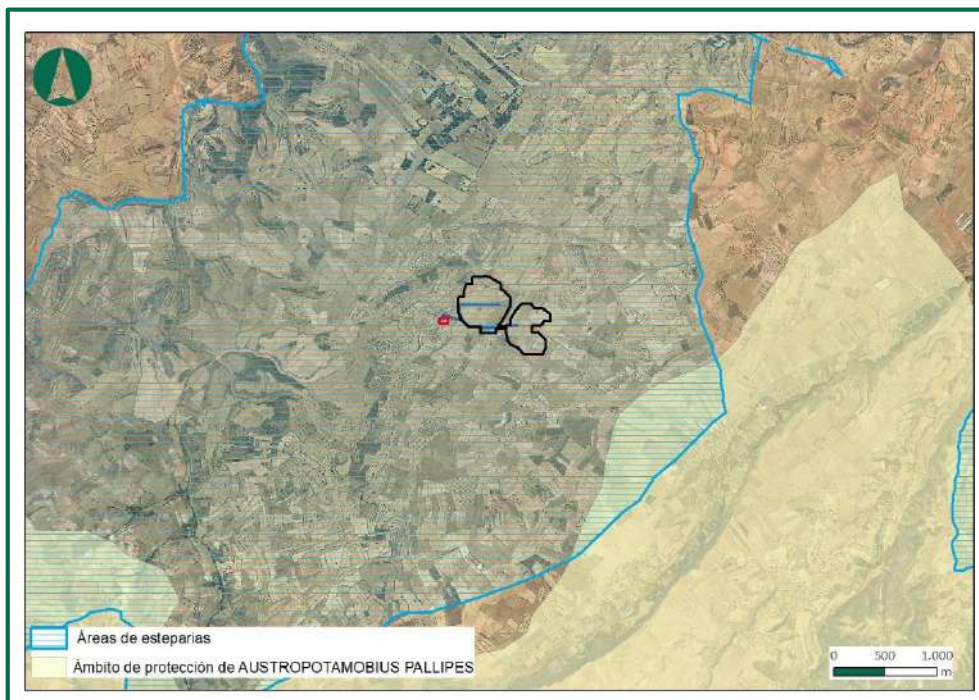 Áreas de esteparias
Ámbito de protección de AUSTROPOTAMOBIUS PALLIPES
0 500 1.000
m